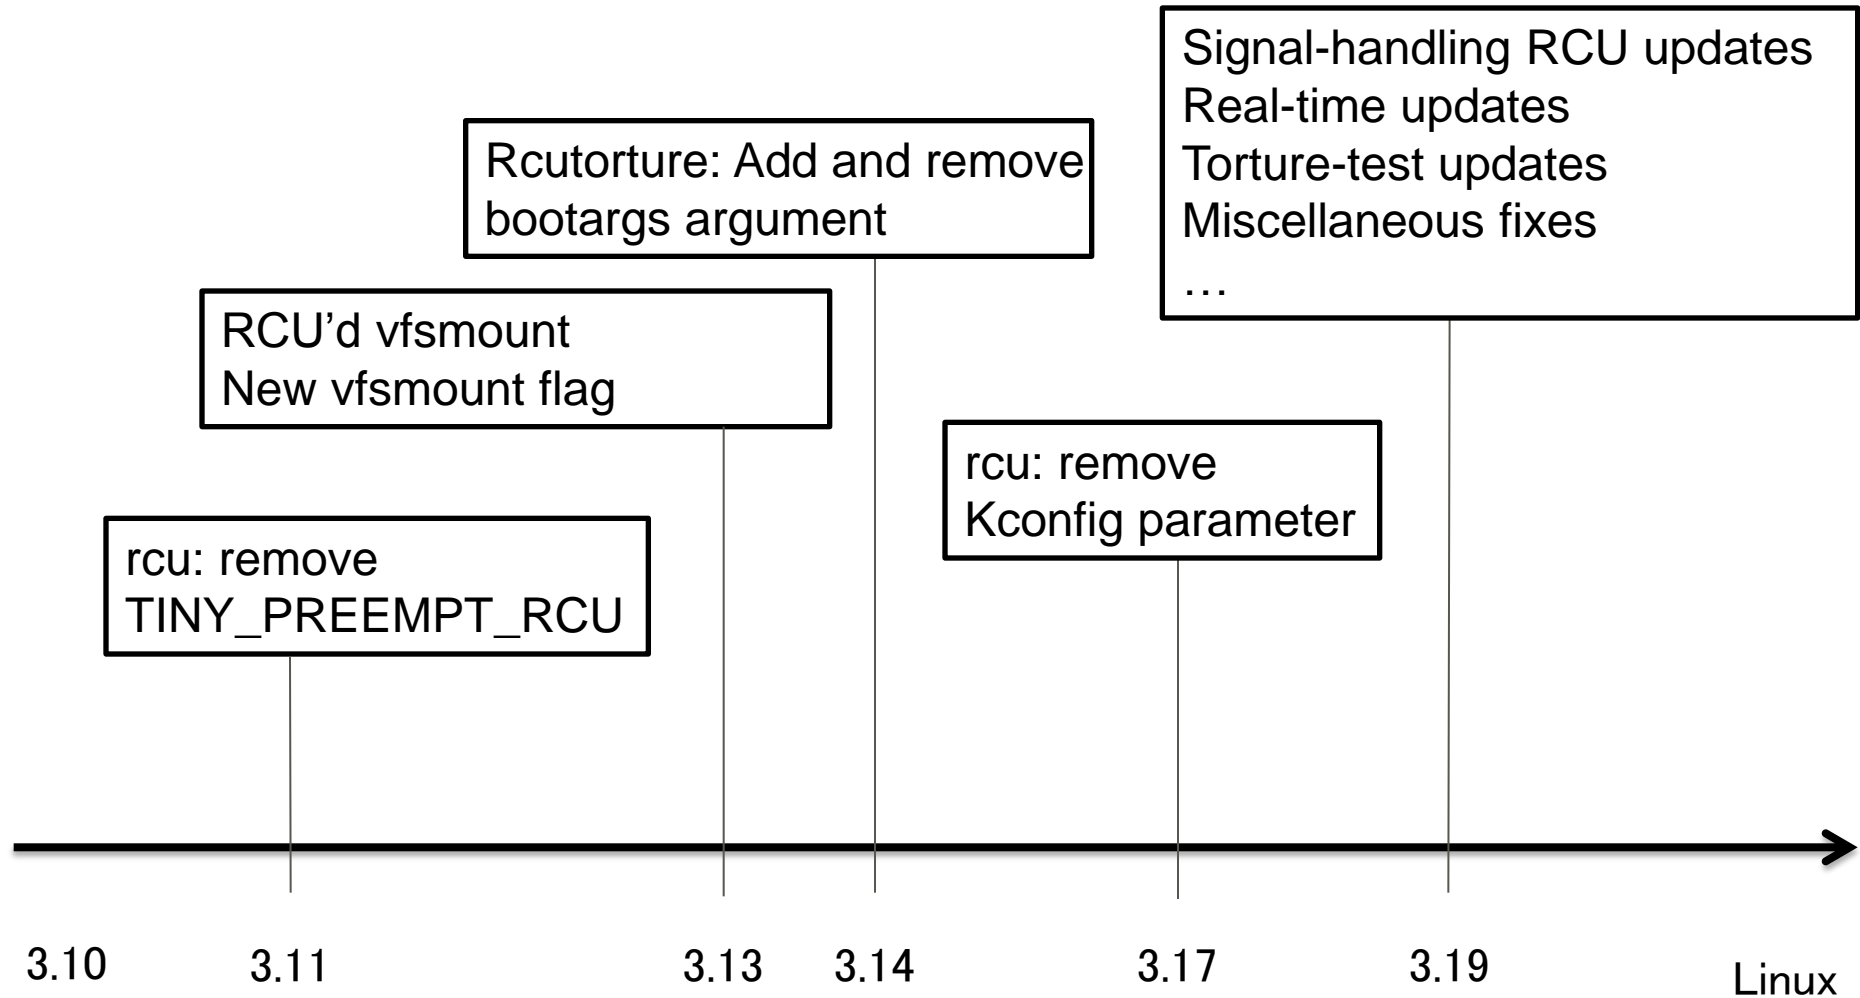 Signal-handling RCU updates
Real-time updates
Torture-test updates
Miscellaneous fixes
…
Rcutorture: Add and remove
bootargs argument
RCU’d vfsmount
New vfsmount flag
rcu: remove
Kconfig parameter
rcu: remove
TINY_PREEMPT_RCU
3.10 3.11 3.13 3.14 3.17 3.19 Linux